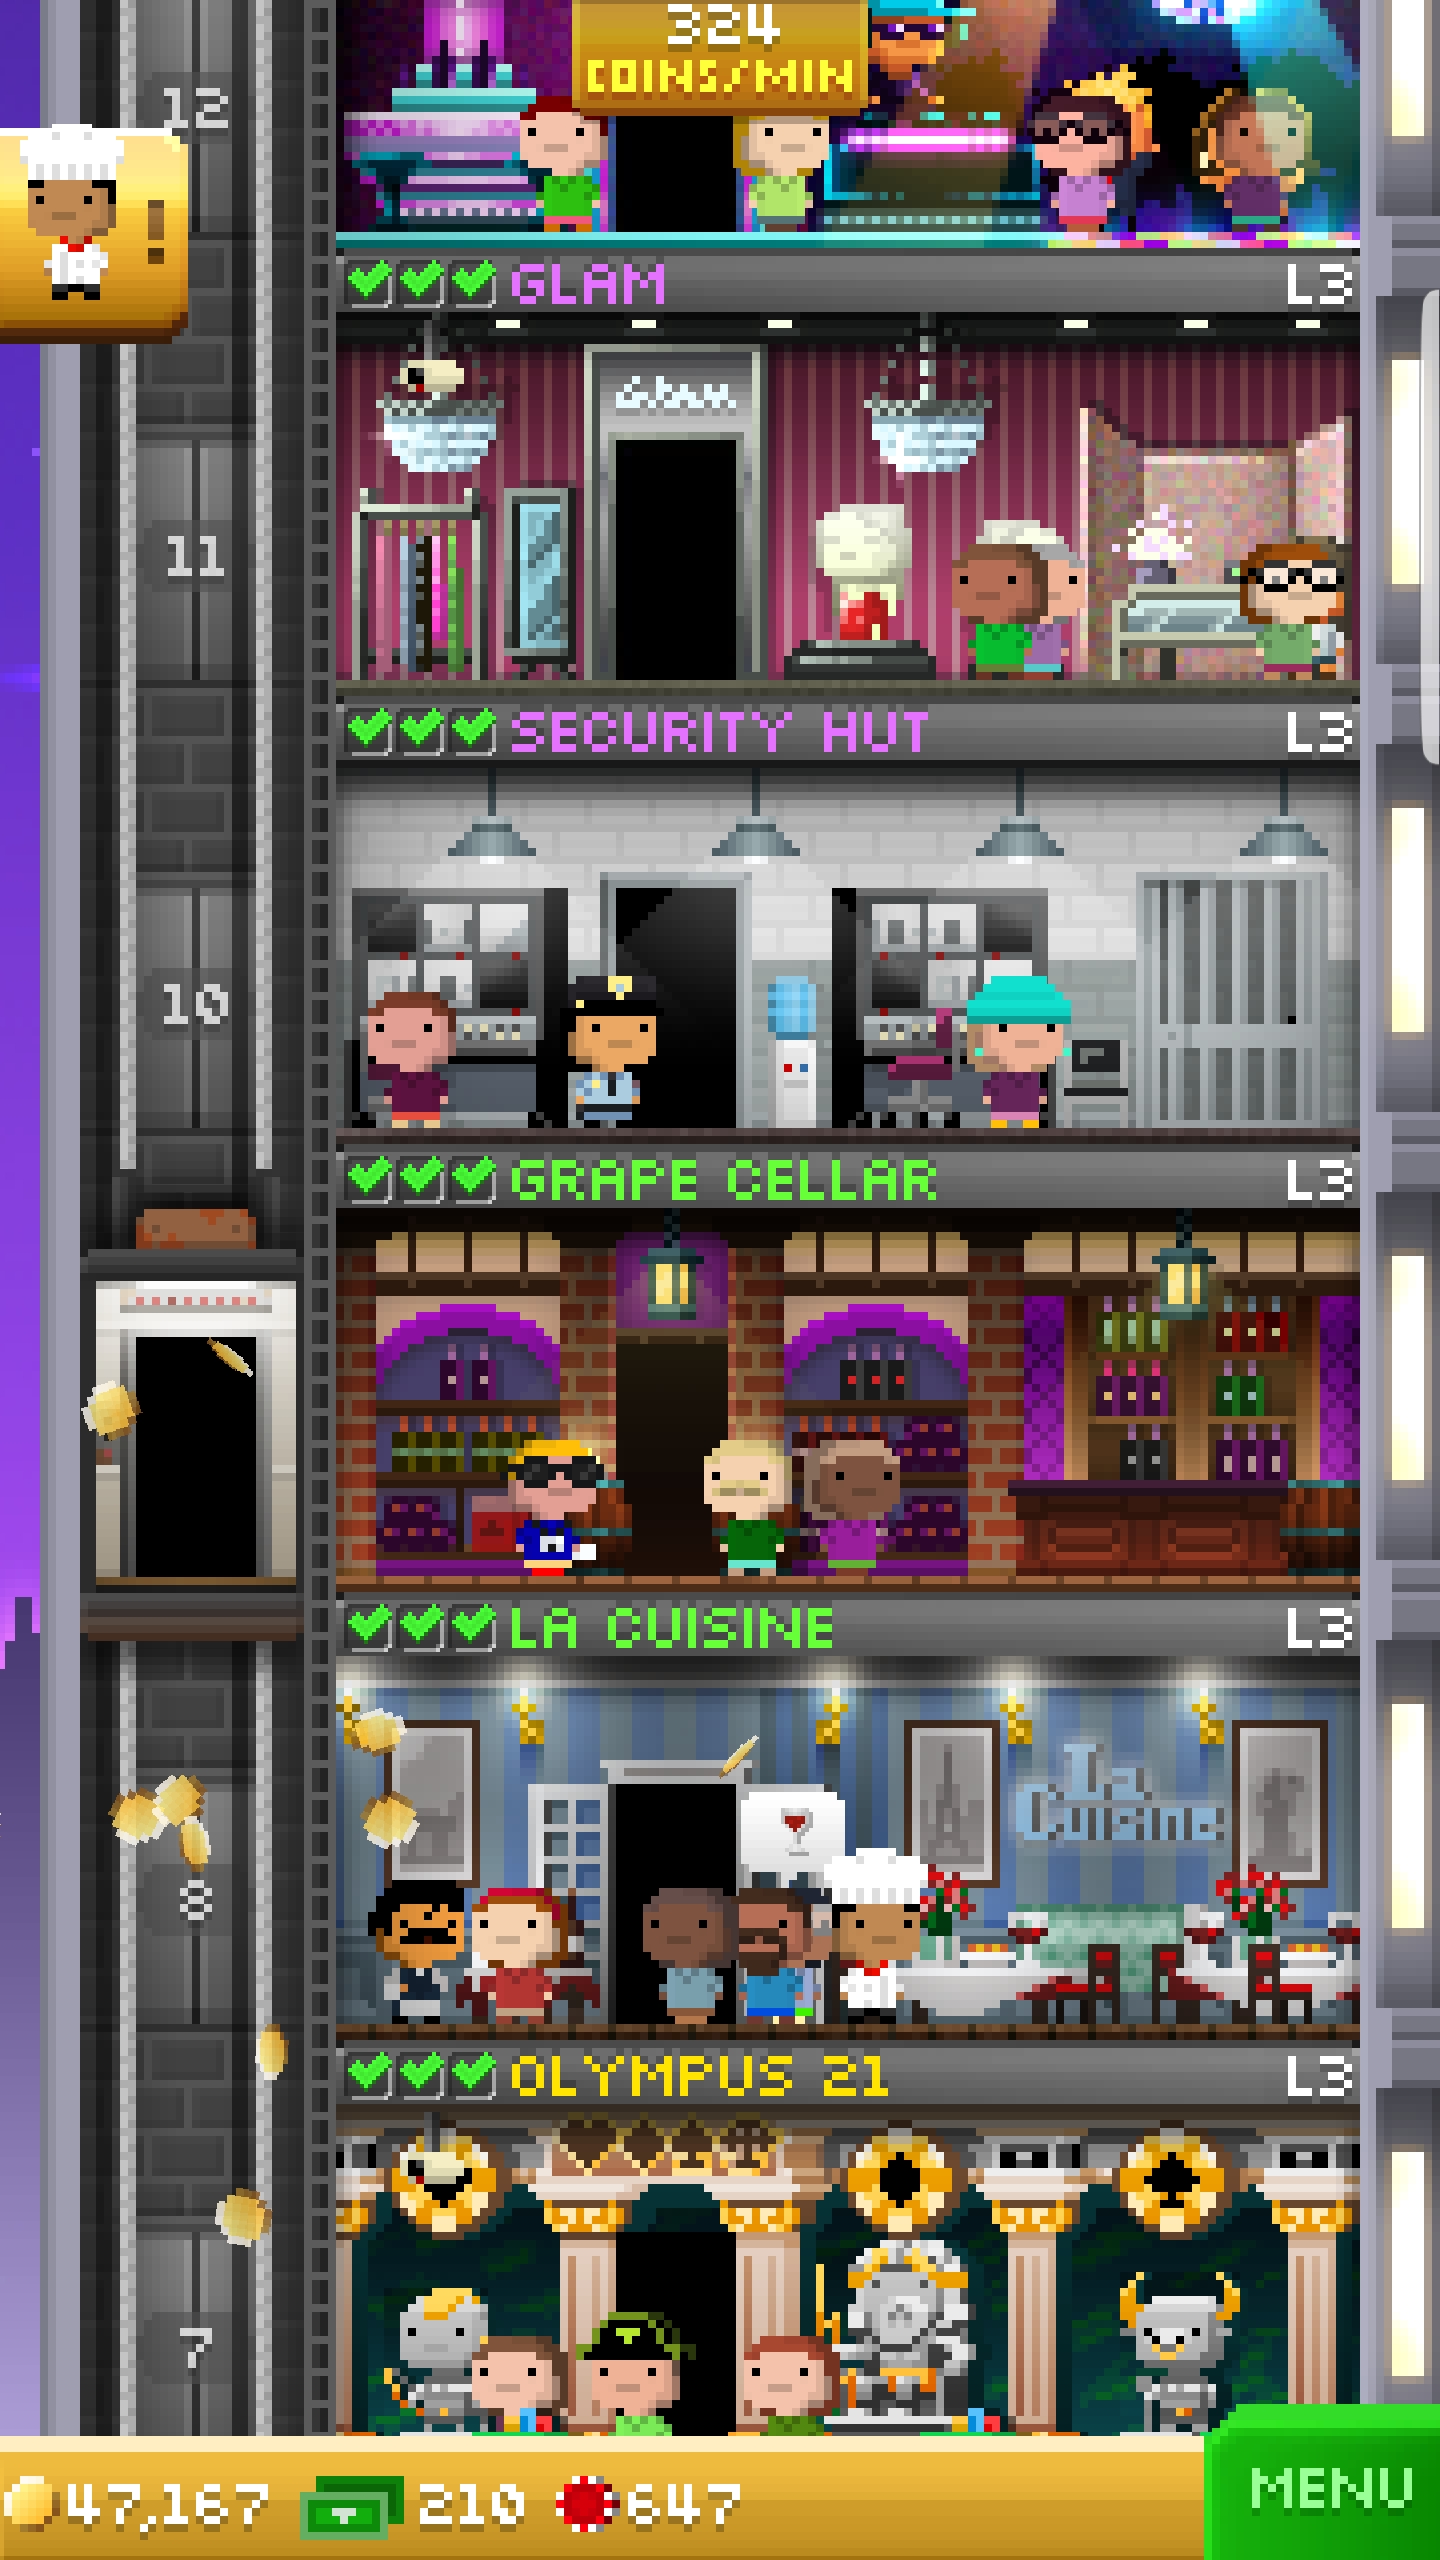 324
COINS/MIN
12
!
GLAM L3
Glam
11
SECURITY HUT L3
10
GRAPE CELLAR L3
LA CUISINE L3
La
Cuisine
8
OLYMPUS 21 L3
7
47,167 210 647
MENU